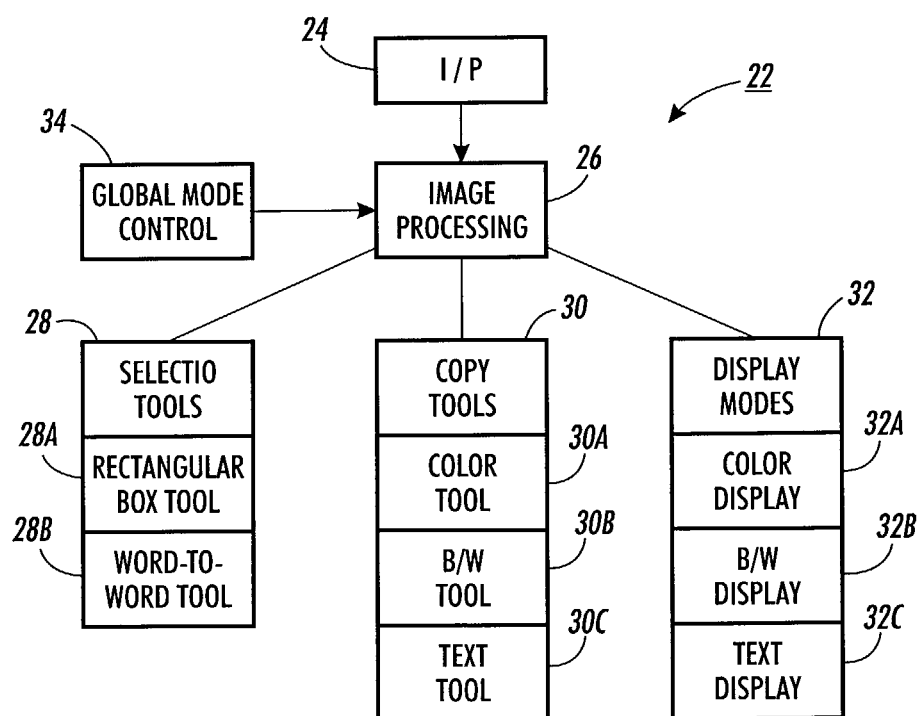 24
I / P
22
34
GLOBAL MODE
CONTROL
26
IMAGE
PROCESSING
28
SELECTIO
TOOLS
28A
RECTANGULAR
BOX TOOL
28B
WORD-TO-
WORD TOOL
30
COPY
TOOLS
30A
COLOR
TOOL
30B
B/W
TOOL
30C
TEXT
TOOL
32
DISPLAY
MODES
32A
COLOR
DISPLAY
32B
B/W
DISPLAY
32C
TEXT
DISPLAY